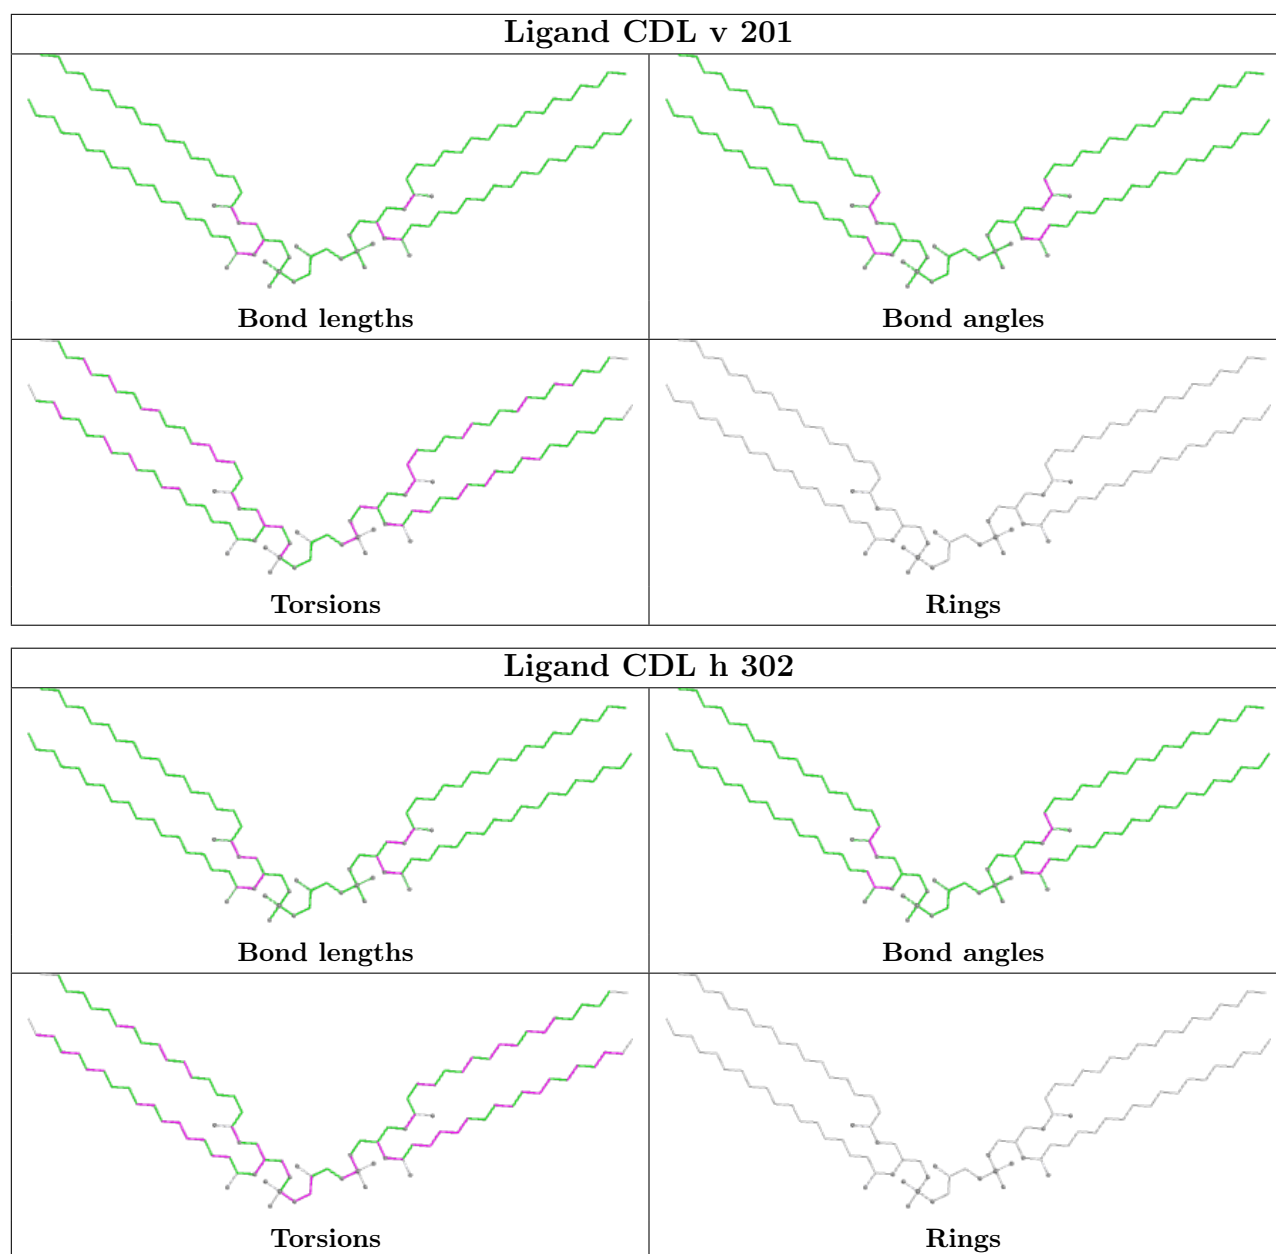 Ligand CDL v 201
Bond lengths
Bond angles
Torsions
Rings
Ligand CDL h 302
Bond lengths
Bond angles
Torsions
Rings